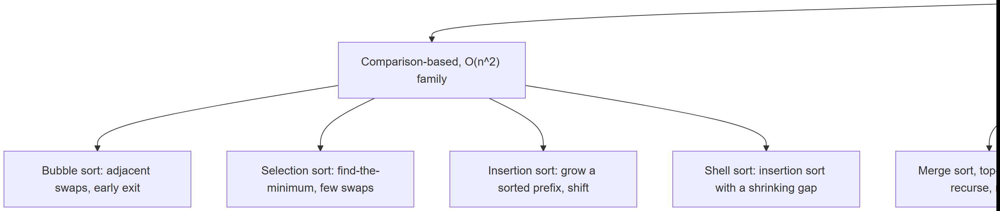 Comparison-based, O(n^2)
family
Bubble sort: adjacent
swaps, early exit
Selection sort: find-the-
minimum, few swaps
Insertion sort: grow a
sorted prefix, shift
Shell sort: insertion sort
with a shrinking gap
Merge sort, top-
recurse,